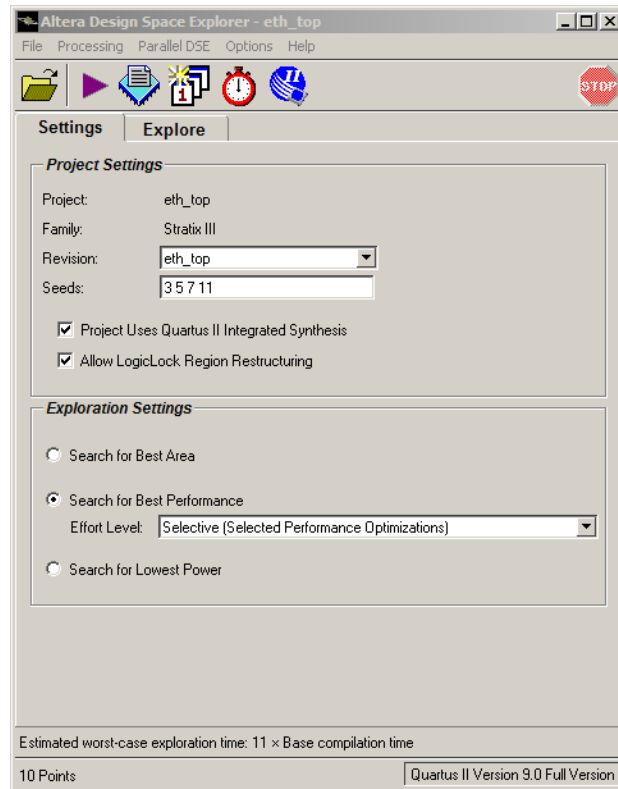 Altera Design Space Explorer - eth_top
File Processing Parallel DSE Options Help
STOP
Settings Explore
Project Settings
Project: eth_top
Family: Stratix III
Revision: eth_top
Seeds: 3 5 7 11
Project Uses Quartus II Integrated Synthesis
Allow LogicLock Region Restructuring
Exploration Settings
Search for Best Area
Search for Best Performance
Effort Level: Selective (Selected Performance Optimizations)
Search for Lowest Power
Estimated worst-case exploration time: 11 × Base compilation time
10 Points Quartus II Version 9.0 Full Version